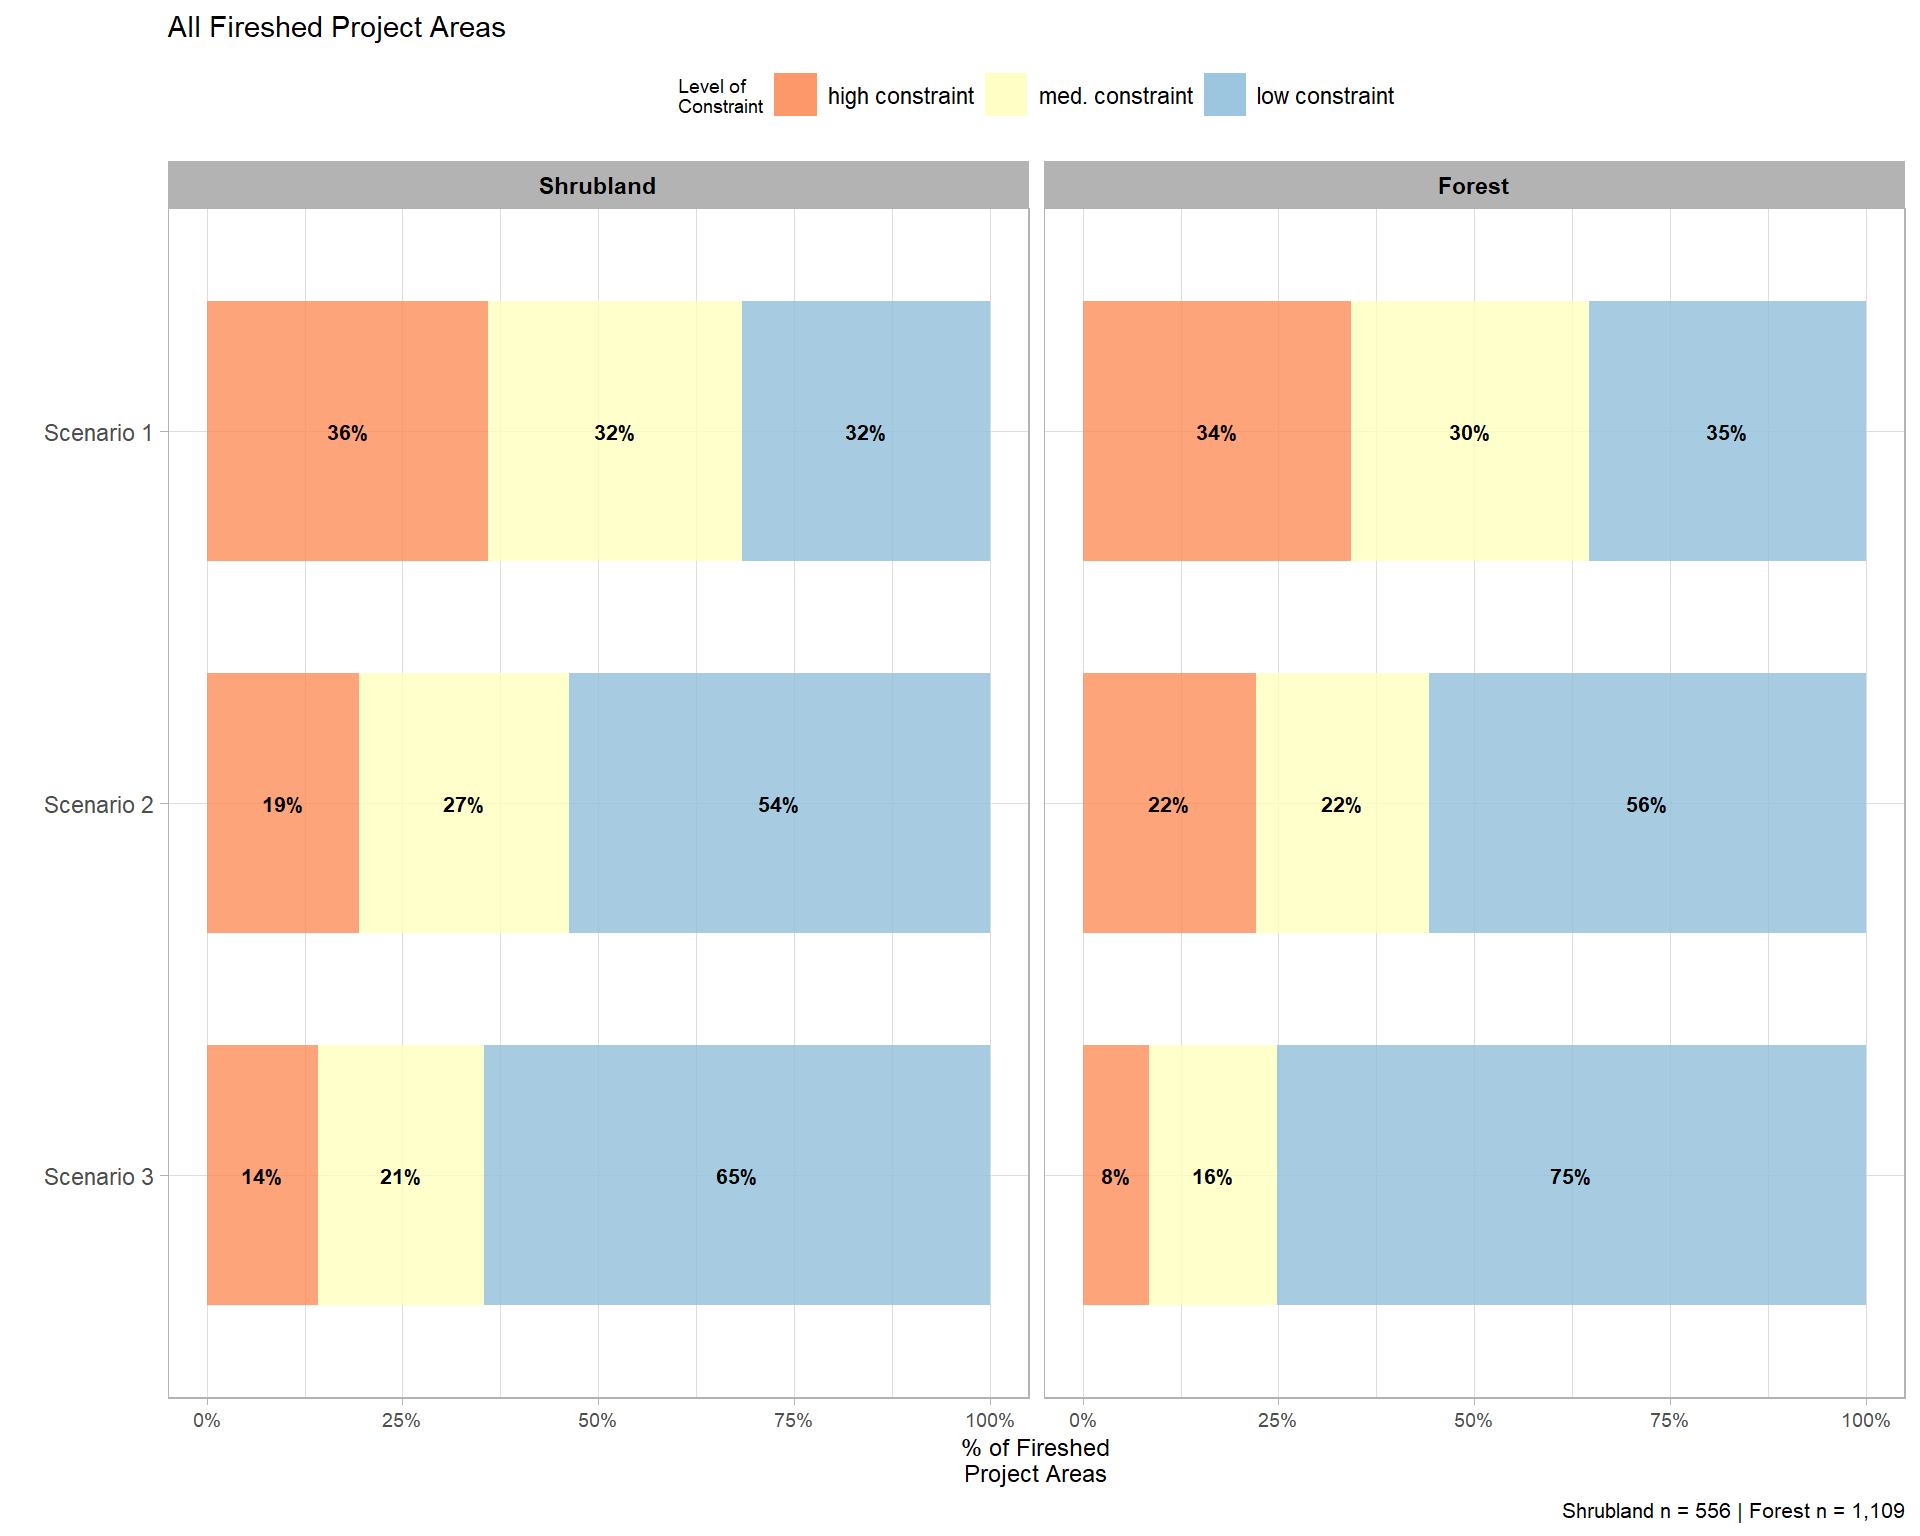 All Fireshed Project Areas
Level of
Constraint
high constraint
med. constraint
low constraint
Shrubland
Forest
Scenario 1
36%
32%
32%
34%
30%
35%
Scenario 2
19%
27%
54%
22%
22%
56%
Scenario 3
14%
21%
65%
8%
16%
75%
0%
25%
50%
75%
100%
0%
25%
50%
75%
100%
% of Fireshed
Project Areas
Shrubland n = 556 | Forest n = 1,109